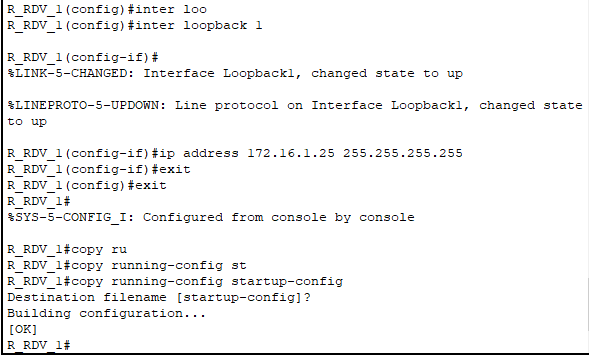 R_RDV_1(config)#inter loo
R_RDV_1(config)#inter loopback 1
R_RDV_1(config-if)#
%LINK-5-CHANGED: Interface Loopback1, changed state to up
%LINEPROTO-5-UPDOWN: Line protocol on Interface Loopback1, changed state
to up
R_RDV_1(config-if)#ip address 172.16.1.25 255.255.255.255
R_RDV_1(config-if)#exit
R_RDV_1(config)#exit
R_RDV_1#
%SYS-5-CONFIG_I: Configured from console by console
R_RDV_1#copy ru
R_RDV_1#copy running-config st
R_RDV_1#copy running-config startup-config
Destination filename [startup-config]?
Building configuration...
[OK]
R_RDV_1#